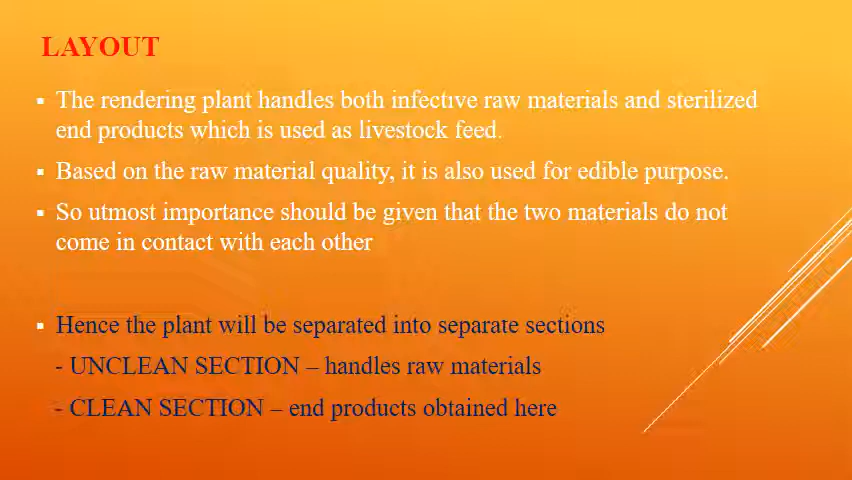 LAYOUT
▪ The rendering plant handles both infective raw materials and sterilized
end products which is used as livestock feed.
▪ Based on the raw material quality, it is also used for edible purpose.
▪ So utmost importance should be given that the two materials do not
come in contact with each other
▪ Hence the plant will be separated into separate sections
- UNCLEAN SECTION – handles raw materials
- CLEAN SECTION – end products obtained here